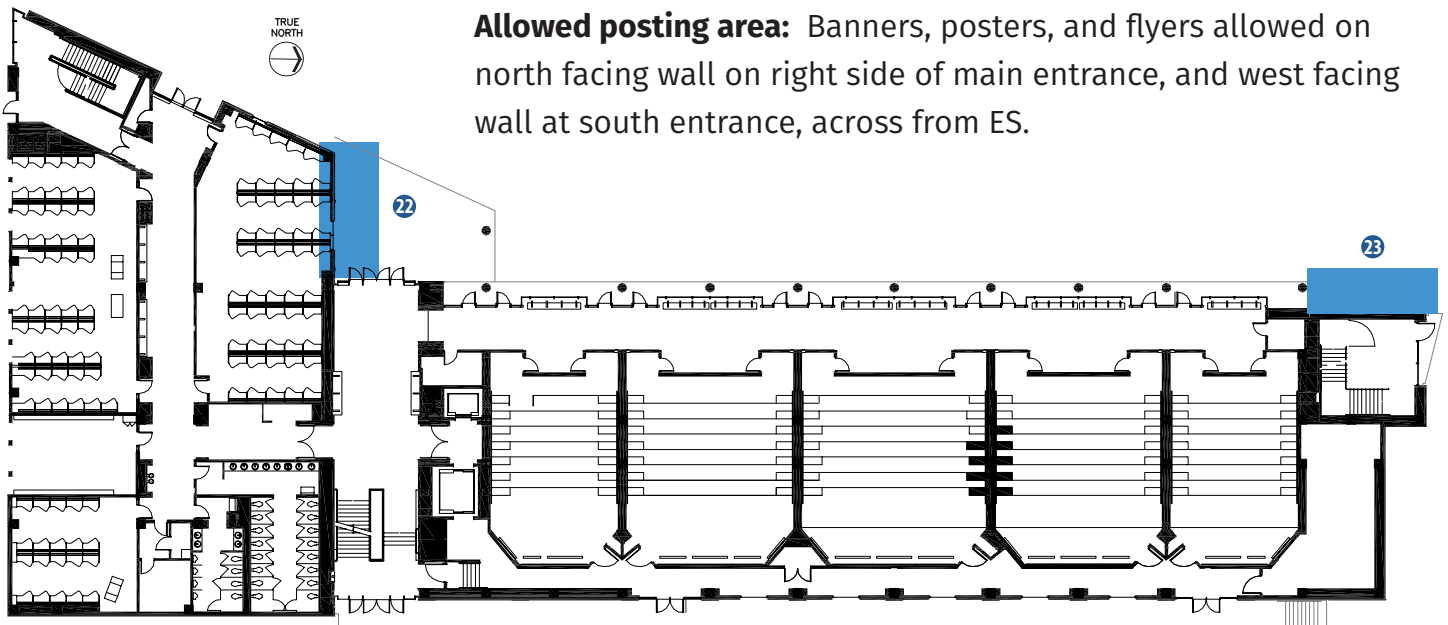 TRUE
NORTH
Allowed posting area: Banners, posters, and flyers allowed on
north facing wall on right side of main entrance, and west facing
wall at south entrance, across from ES.
22
23